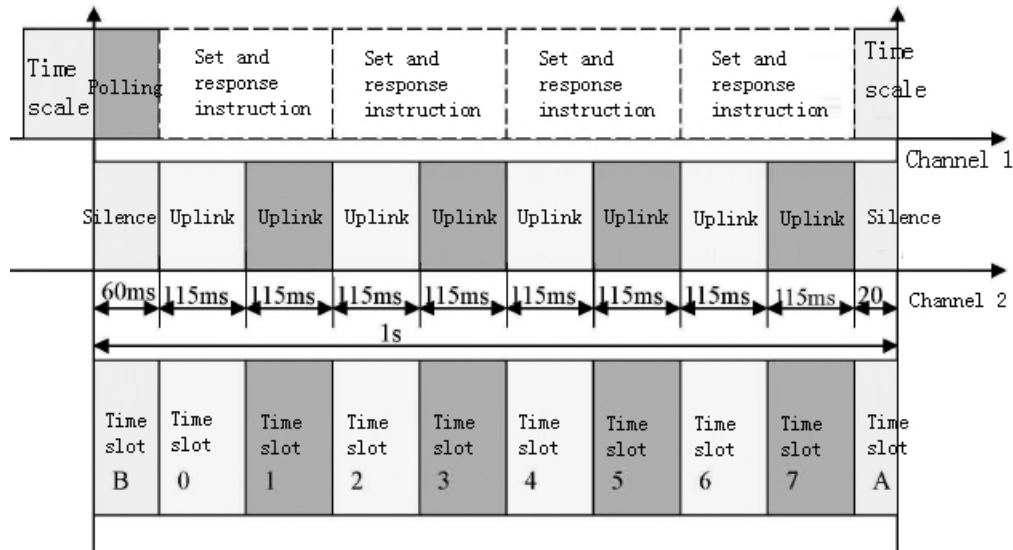 Time
scale
Polling
Set and
response
instruction
Set and
response
instruction
Set and
response
instruction
Set and
response
instruction
Time
scale
Channel 1
Silence
Uplink
Uplink
Uplink
Uplink
Uplink
Uplink
Uplink
Uplink
Silence
60ms
115ms
115ms
115ms
115ms
115ms
115ms
115ms
115ms
20
Channel 2
1s
Time
slot
B
Time
slot
0
Time
slot
1
Time
slot
2
Time
slot
3
Time
slot
4
Time
slot
5
Time
slot
6
Time
slot
7
Time
slot
A